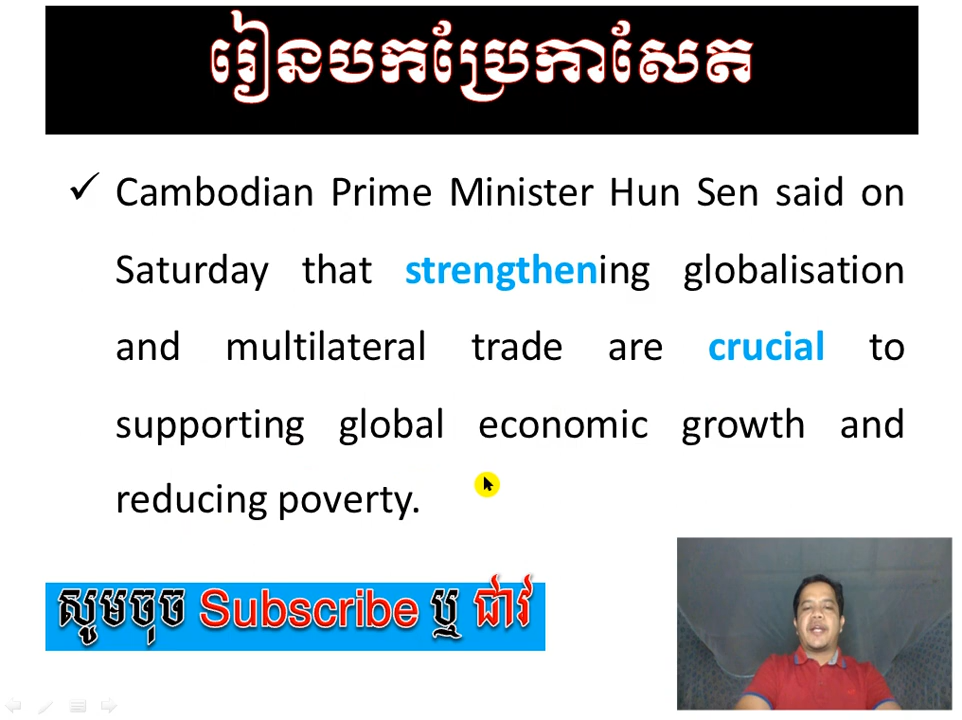 រៀនបកប្រែកាសែត
✓ Cambodian Prime Minister Hun Sen said on
Saturday that strengthening globalisation
and multilateral trade are crucial to
supporting global economic growth and
reducing poverty.
សូមចុច Subscribe ឬ ជាវ